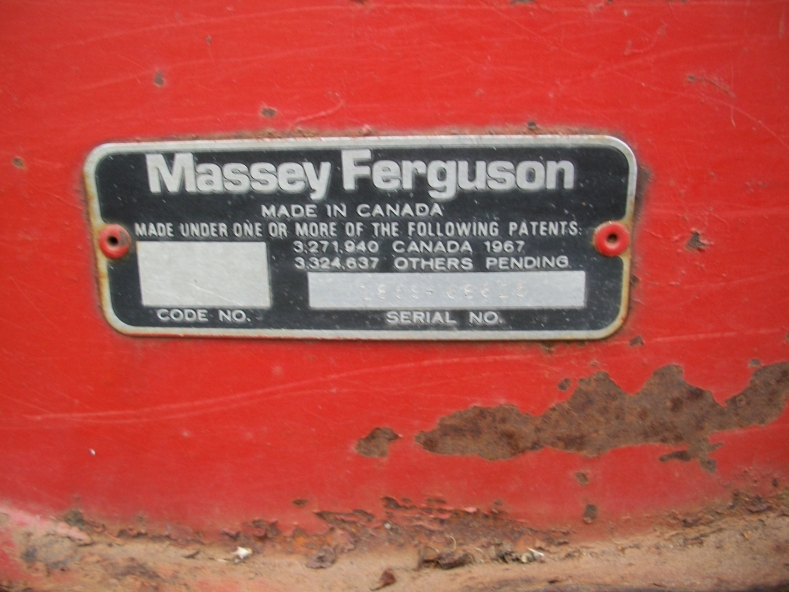 Massey Ferguson
MADE IN CANADA
MADE UNDER ONE OR MORE OF THE FOLLOWING PATENTS:
3,271,940 CANADA 1967
3,324,637 OTHERS PENDING
CODE NO.
SERIAL NO.